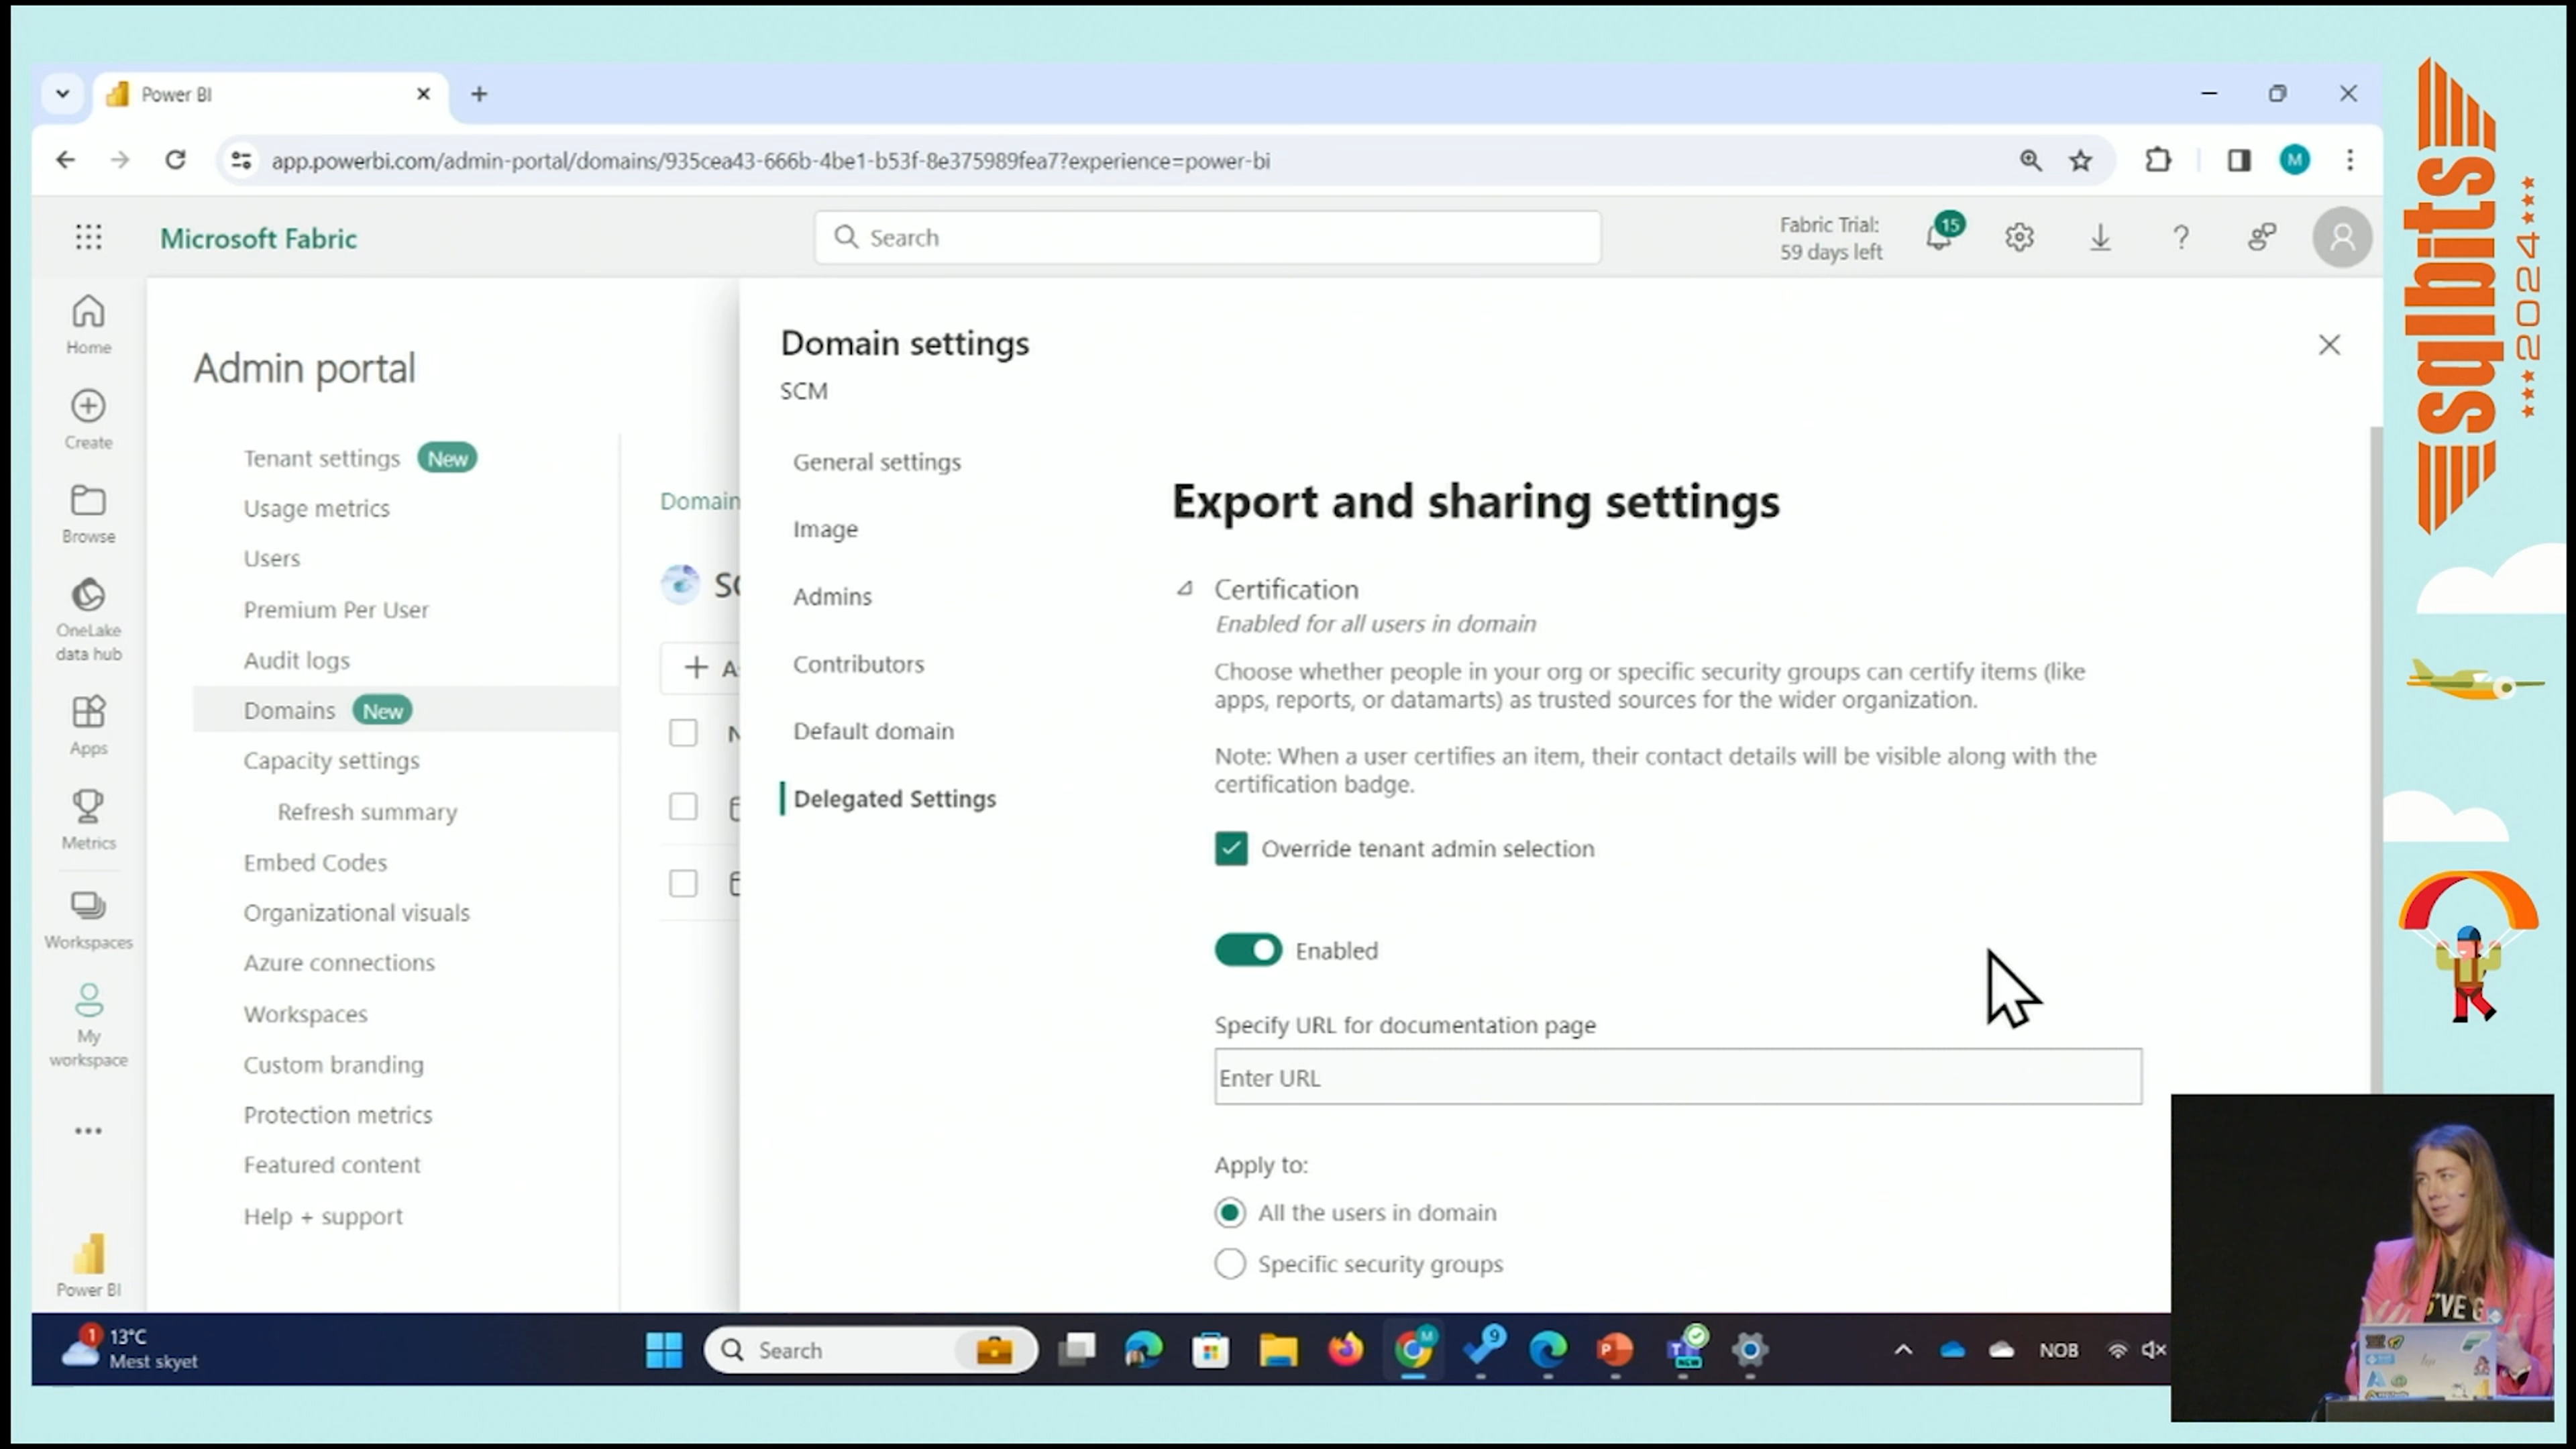 Power BI
app.powerbi.com/admin-portal/domains/935cea43-666b-4be1-b53f-8e375989fea7?experience=power-bi
M
Microsoft Fabric
Search
Fabric Trial:
59 days left
15
Home
Create
Browse
OneLake
data hub
Apps
Metrics
Workspaces
My
workspace
Power BI
Admin portal
Tenant settings New
Usage metrics
Users
Premium Per User
Audit logs
Domains New
Capacity settings
Refresh summary
Embed Codes
Organizational visuals
Azure connections
Workspaces
Custom branding
Protection metrics
Featured content
Help + support
Domain
SC
+ A
N
Domain settings
SCM
General settings
Image
Admins
Contributors
Default domain
Delegated Settings
Export and sharing settings
Certification
Enabled for all users in domain
Choose whether people in your org or specific security groups can certify items (like
apps, reports, or datamarts) as trusted sources for the wider organization.
Note: When a user certifies an item, their contact details will be visible along with the
certification badge.
Override tenant admin selection
Enabled
Specify URL for documentation page
Enter URL
Apply to:
All the users in domain
Specific security groups
1
13°C
Mest skyet
Search
M
9
P
T
NEW
NOB
sqlbits
2024
'VE G
hp